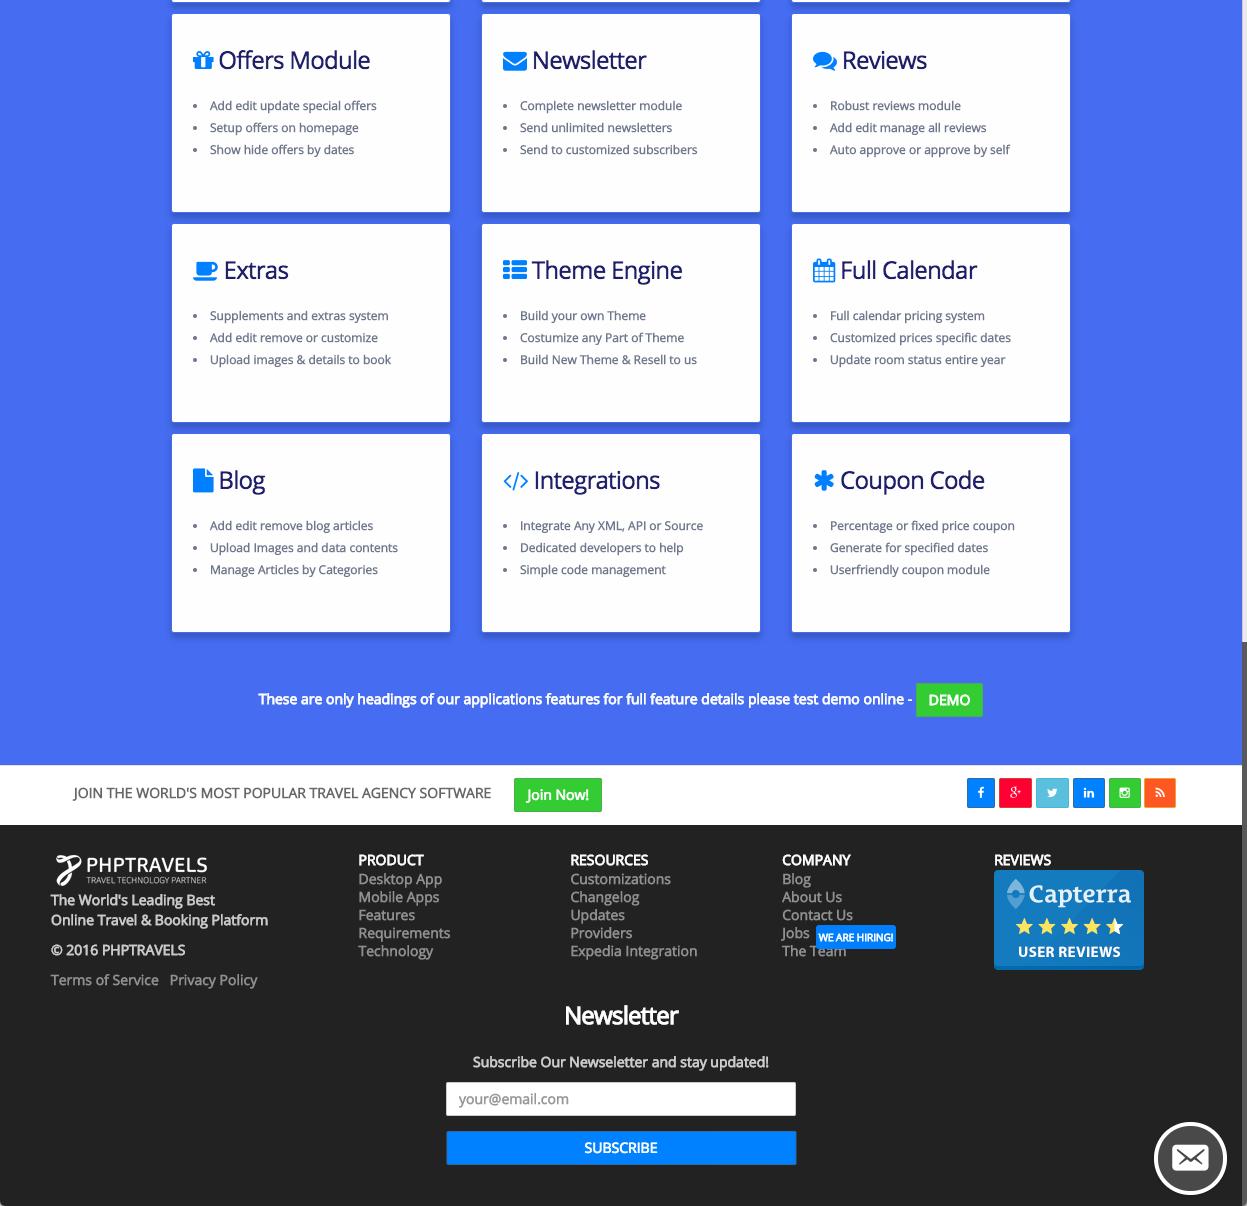 Offers Module
Add edit update special offers
Setup offers on homepage
Show hide offers by dates
Newsletter
Complete newsletter module
Send unlimited newsletters
Send to customized subscribers
Reviews
Robust reviews module
Add edit manage all reviews
Auto approve or approve by self
Extras
Supplements and extras system
Add edit remove or customize
Upload images & details to book
Theme Engine
Build your own Theme
Costumize any Part of Theme
Build New Theme & Resell to us
Full Calendar
Full calendar pricing system
Customized prices specific dates
Update room status entire year
Blog
Add edit remove blog articles
Upload Images and data contents
Manage Articles by Categories
Integrations
Integrate Any XML, API or Source
Dedicated developers to help
Simple code management
Coupon Code
Percentage or fixed price coupon
Generate for specified dates
Userfriendly coupon module
These are only headings of our applications features for full feature details please test demo online - DEMO
JOIN THE WORLD'S MOST POPULAR TRAVEL AGENCY SOFTWARE Join Now!
PHPTRAVELS
TRAVEL TECHNOLOGY PARTNER
The World's Leading Best
Online Travel & Booking Platform
© 2016 PHPTRAVELS
Terms of Service Privacy Policy
PRODUCT
Desktop App
Mobile Apps
Features
Requirements
Technology
RESOURCES
Customizations
Changelog
Updates
Providers
Expedia Integration
COMPANY
Blog
About Us
Contact Us
Jobs WE ARE HIRING!
The Team
REVIEWS
Capterra
USER REVIEWS
Newsletter
Subscribe Our Newseletter and stay updated!
your@email.com
SUBSCRIBE